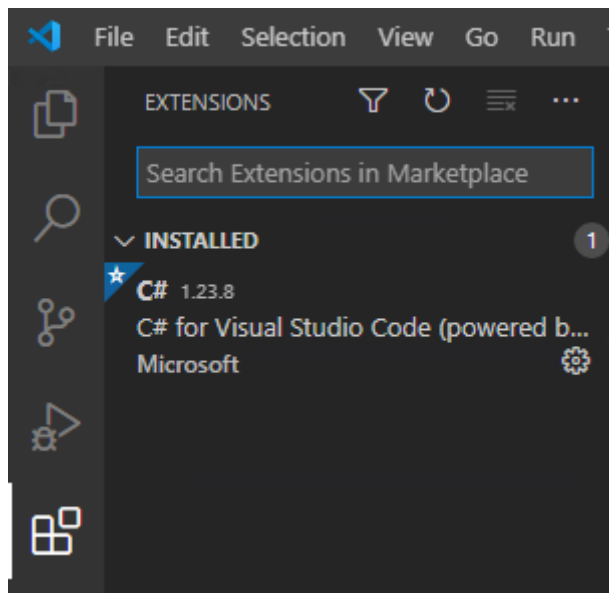 File Edit Selection View Go Run
EXTENSIONS
Search Extensions in Marketplace
INSTALLED 1
C# 1.23.8
C# for Visual Studio Code (powered b...
Microsoft